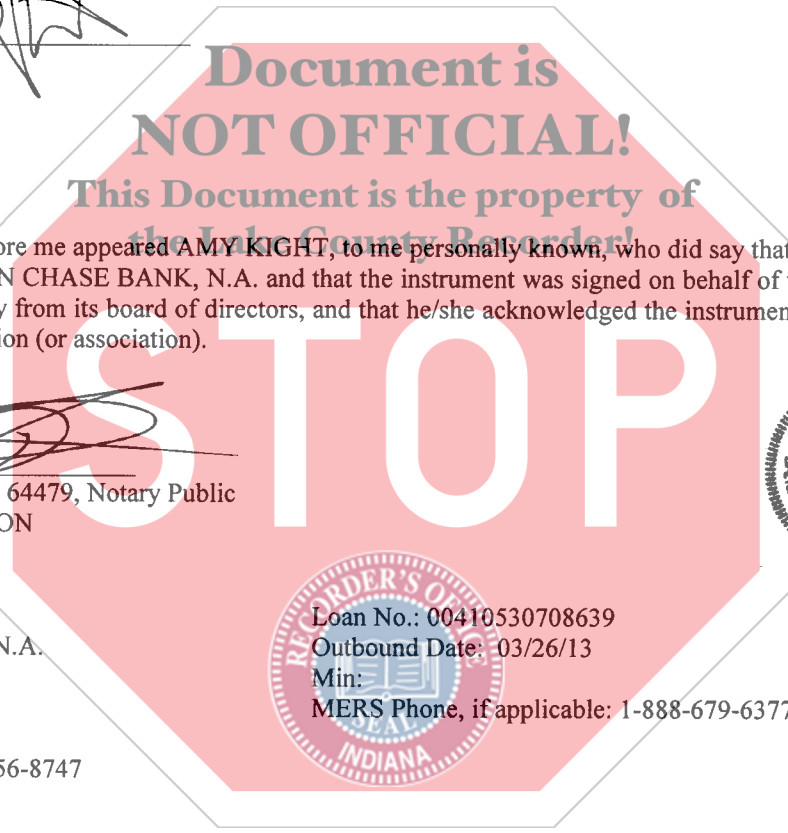 Document is
NOT OFFICIAL!
This Document is the property of
the Lake County Recorder!
ore me appeared AMY KIGHT, to me personally known, who did say that
N CHASE BANK, N.A. and that the instrument was signed on behalf of
y from its board of directors, and that he/she acknowledged the instrumen
ion (or association).
STOP
64479, Notary Public
ON
RECORDER'S OFFICE
SEAL
INDIANA
Loan No.: 00410530708639
N.A.
Outbound Date: 03/26/13
Min:
MERS Phone, if applicable: 1-888-679-6377
56-8747